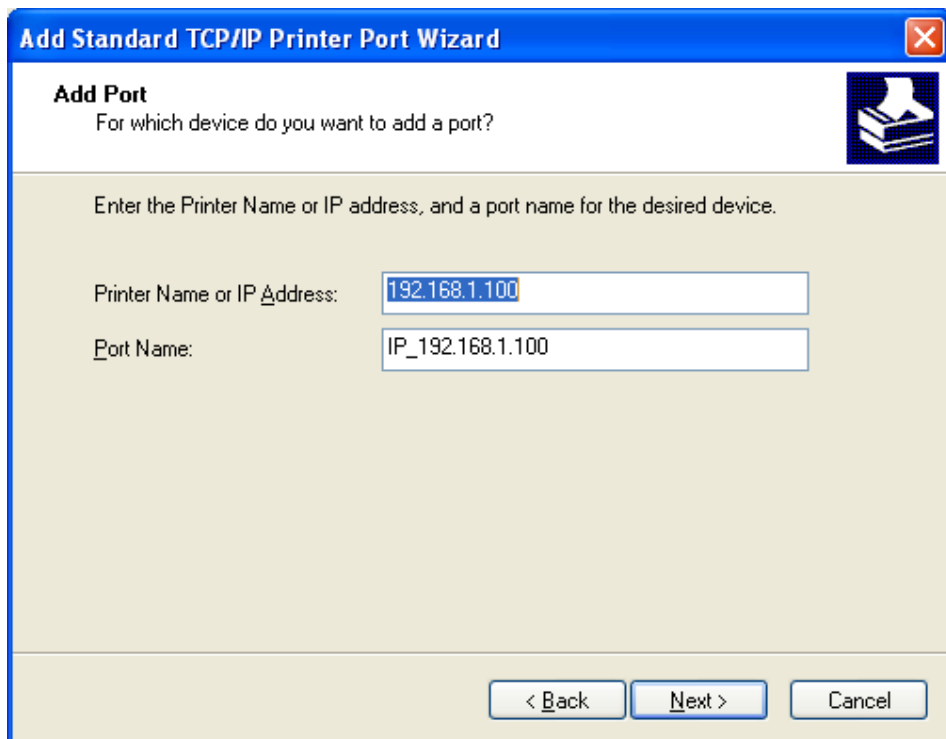 Add Standard TCP/IP Printer Port Wizard
Add Port
For which device do you want to add a port?
Enter the Printer Name or IP address, and a port name for the desired device.
Printer Name or IP Address: 192.168.1.100
Port Name: IP_192.168.1.100
< Back Next > Cancel